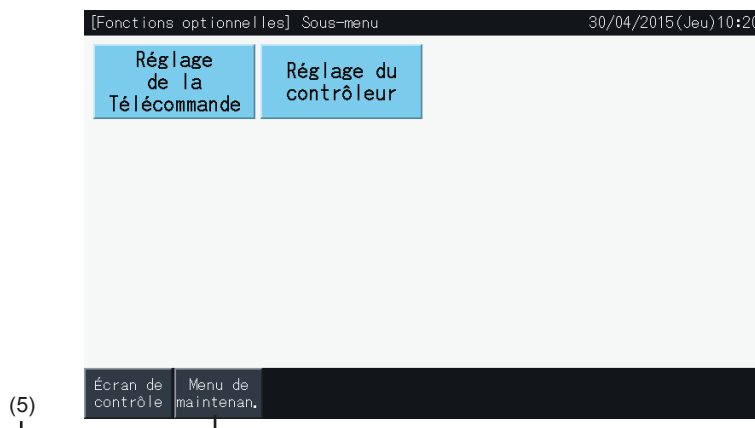 [Fonctions optionnelles] Sous-menu 30/04/2015(Jeu)10:20
Réglage
de la
Télécommande
Réglage du
contrôleur
Écran de
contrôle
Menu de
maintenan.
(5)